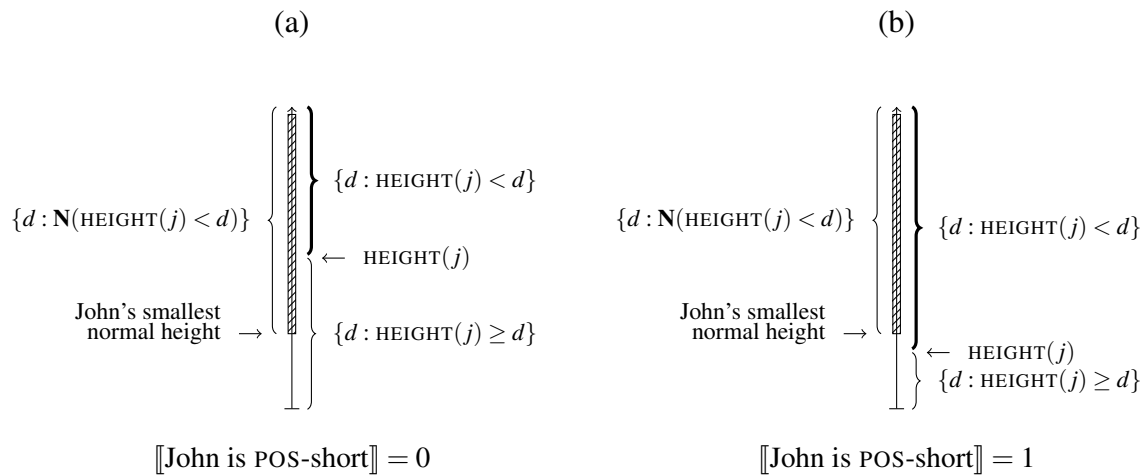 (a)
{d : HEIGHT(j) < d}
{d : N(HEIGHT(j) < d)}
← HEIGHT(j)
John's smallest
normal height →
{d : HEIGHT(j) ≥ d}
⟦John is POS-short⟧ = 0
(b)
{d : N(HEIGHT(j) < d)}
{d : HEIGHT(j) < d}
John's smallest
normal height →
← HEIGHT(j)
{d : HEIGHT(j) ≥ d}
⟦John is POS-short⟧ = 1